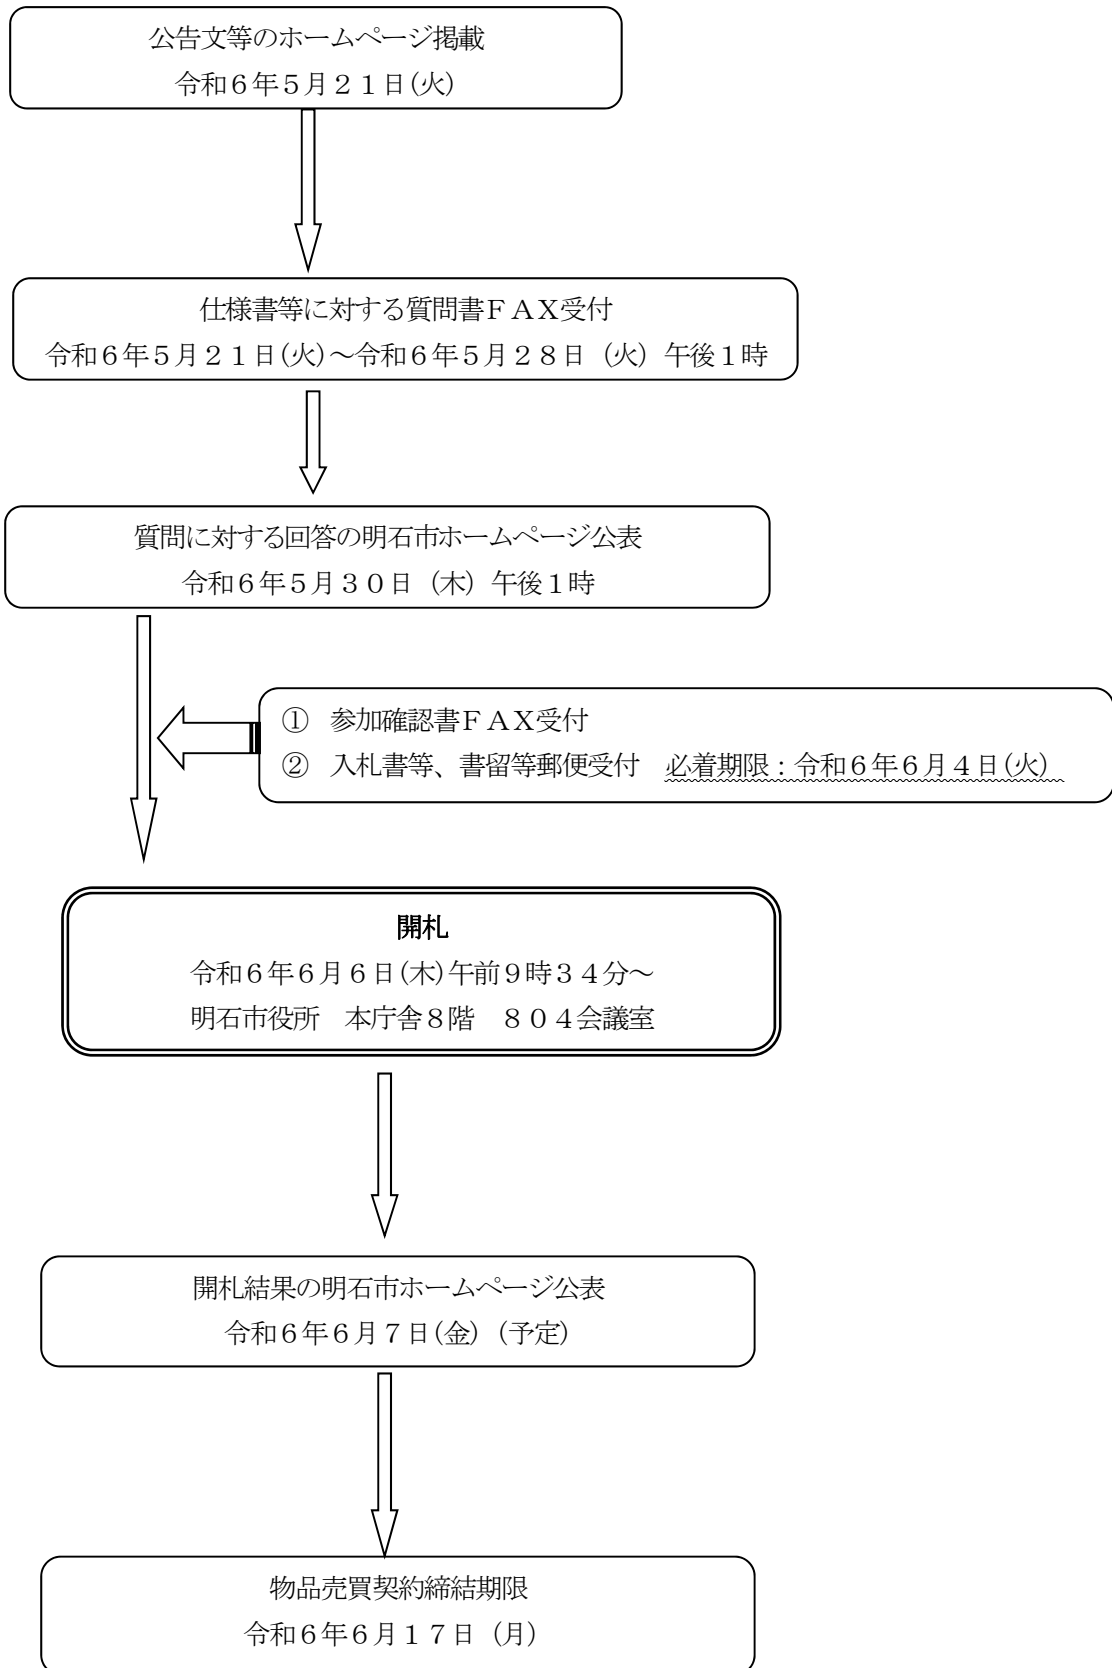 公告文等のホームページ掲載
令和６年５月２１日(火)
仕様書等に対する質問書ＦＡＸ受付
令和６年５月２１日(火)～令和６年５月２８日（火）午後１時
質問に対する回答の明石市ホームページ公表
令和６年５月３０日（木）午後１時
①　参加確認書ＦＡＸ受付
②　入札書等、書留等郵便受付　必着期限：令和６年６月４日(火)
開札
令和６年６月６日(木)午前９時３４分～
明石市役所　本庁舎８階　８０４会議室
開札結果の明石市ホームページ公表
令和６年６月７日(金)（予定）
物品売買契約締結期限
令和６年６月１７日（月）